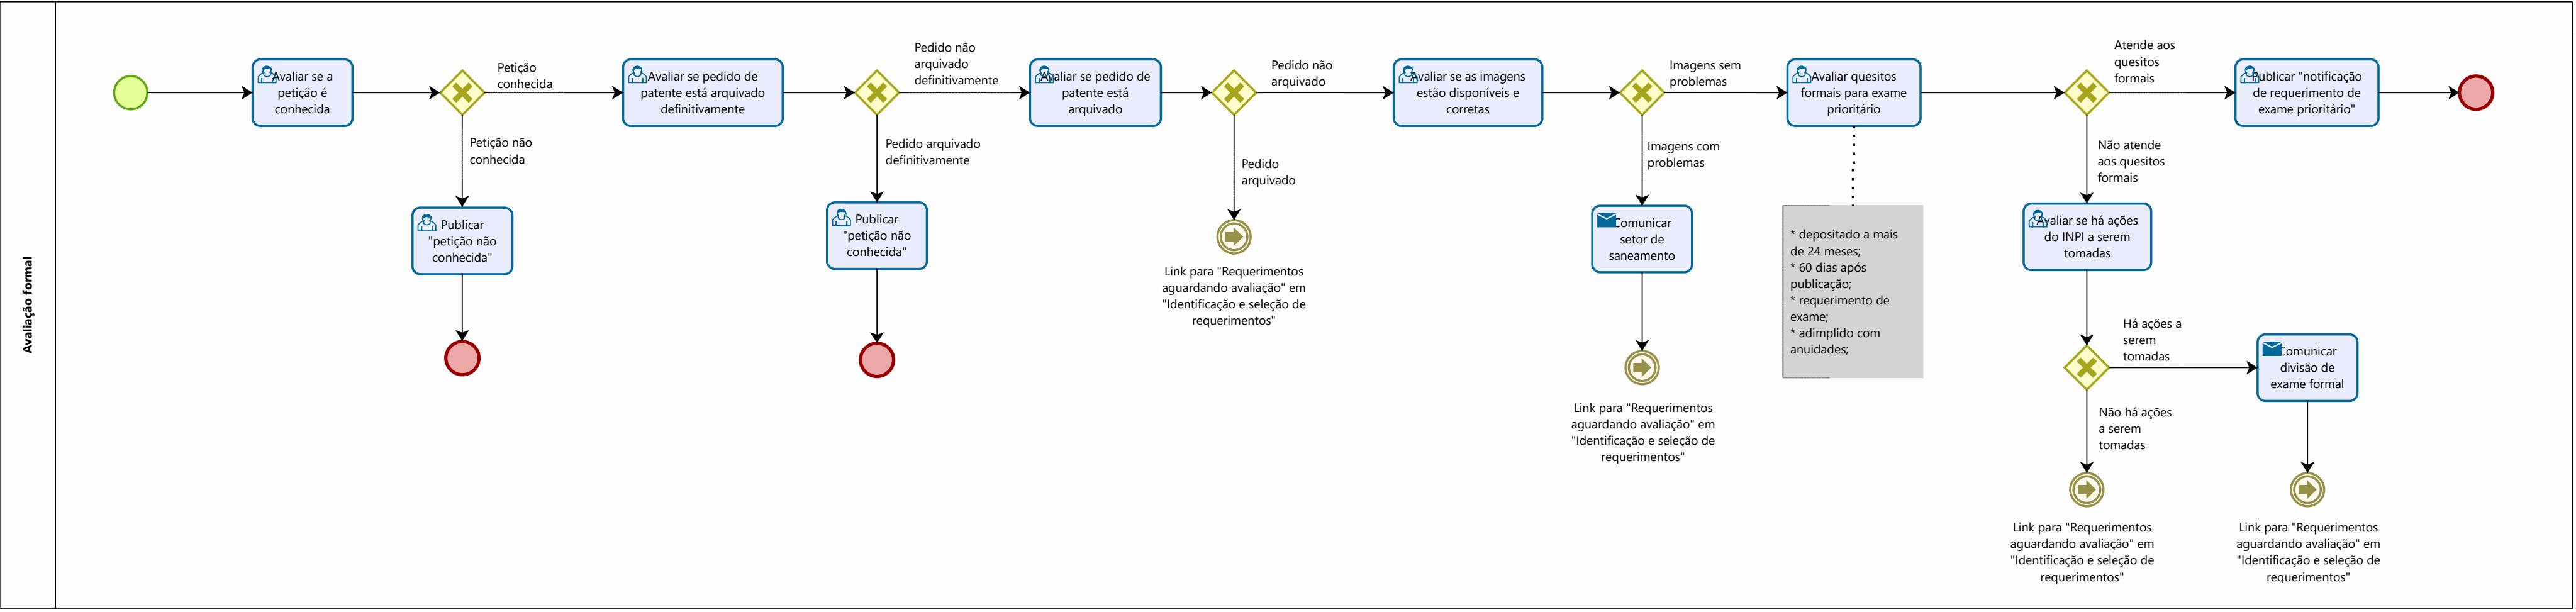 Avaliação formal
Avaliar se a
petição é
conhecida
Petição
conhecida
Petição não
conhecida
Publicar
"petição não
conhecida"
Avaliar se pedido de
patente está arquivado
definitivamente
Pedido não
arquivado
definitivamente
Pedido arquivado
definitivamente
Publicar
"petição não
conhecida"
Avaliar se pedido de
patente está
arquivado
Pedido não
arquivado
Pedido
arquivado
Link para "Requerimentos
aguardando avaliação" em
"Identificação e seleção de
requerimentos"
Avaliar se as imagens
estão disponíveis e
corretas
Imagens sem
problemas
Imagens com
problemas
Comunicar
setor de
saneamento
Link para "Requerimentos
aguardando avaliação" em
"Identificação e seleção de
requerimentos"
Avaliar quesitos
formais para exame
prioritário
* depositado a mais
de 24 meses;
* 60 dias após
publicação;
* requerimento de
exame;
* adimplido com
anuidades;
Atende aos
quesitos
formais
Não atende
aos quesitos
formais
Publicar "notificação
de requerimento de
exame prioritário"
Avaliar se há ações
do INPI a serem
tomadas
Há ações a
serem
tomadas
Não há ações
a serem
tomadas
Comunicar
divisão de
exame formal
Link para "Requerimentos
aguardando avaliação" em
"Identificação e seleção de
requerimentos"
Link para "Requerimentos
aguardando avaliação" em
"Identificação e seleção de
requerimentos"